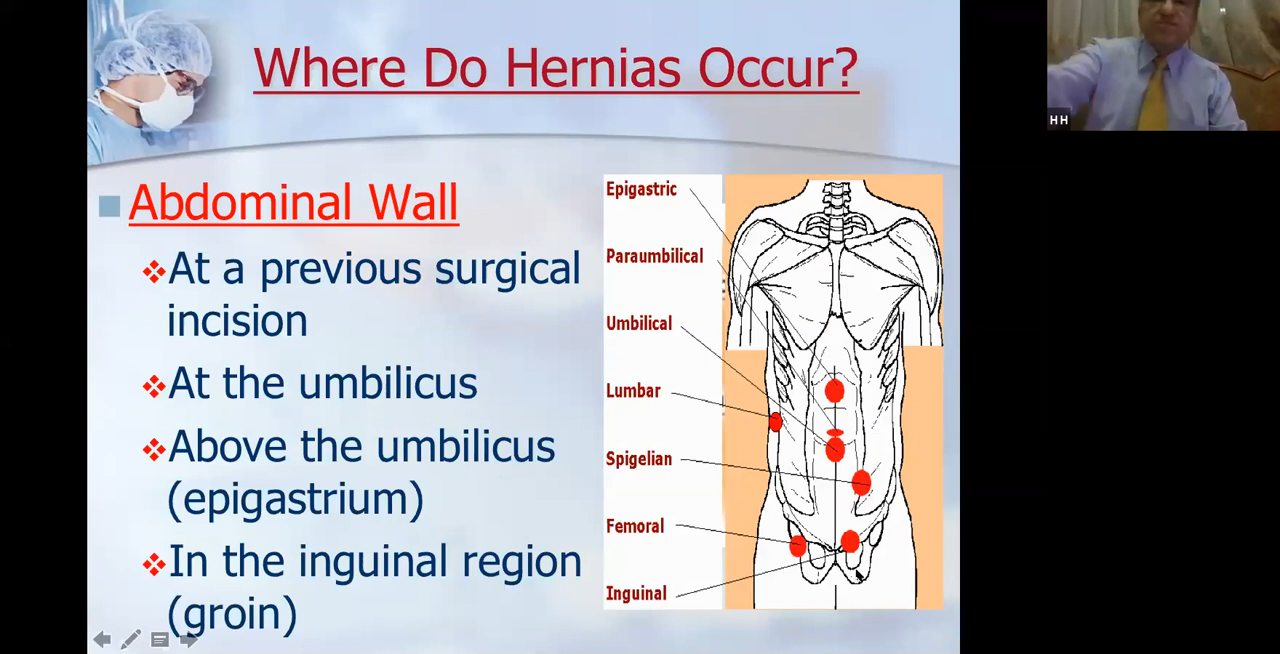 Where Do Hernias Occur?
Abdominal Wall
At a previous surgical
incision
At the umbilicus
Above the umbilicus
(epigastrium)
In the inguinal region
(groin)
Epigastric
Paraumbilical
Umbilical
Lumbar
Spigelian
Femoral
Inguinal
HH